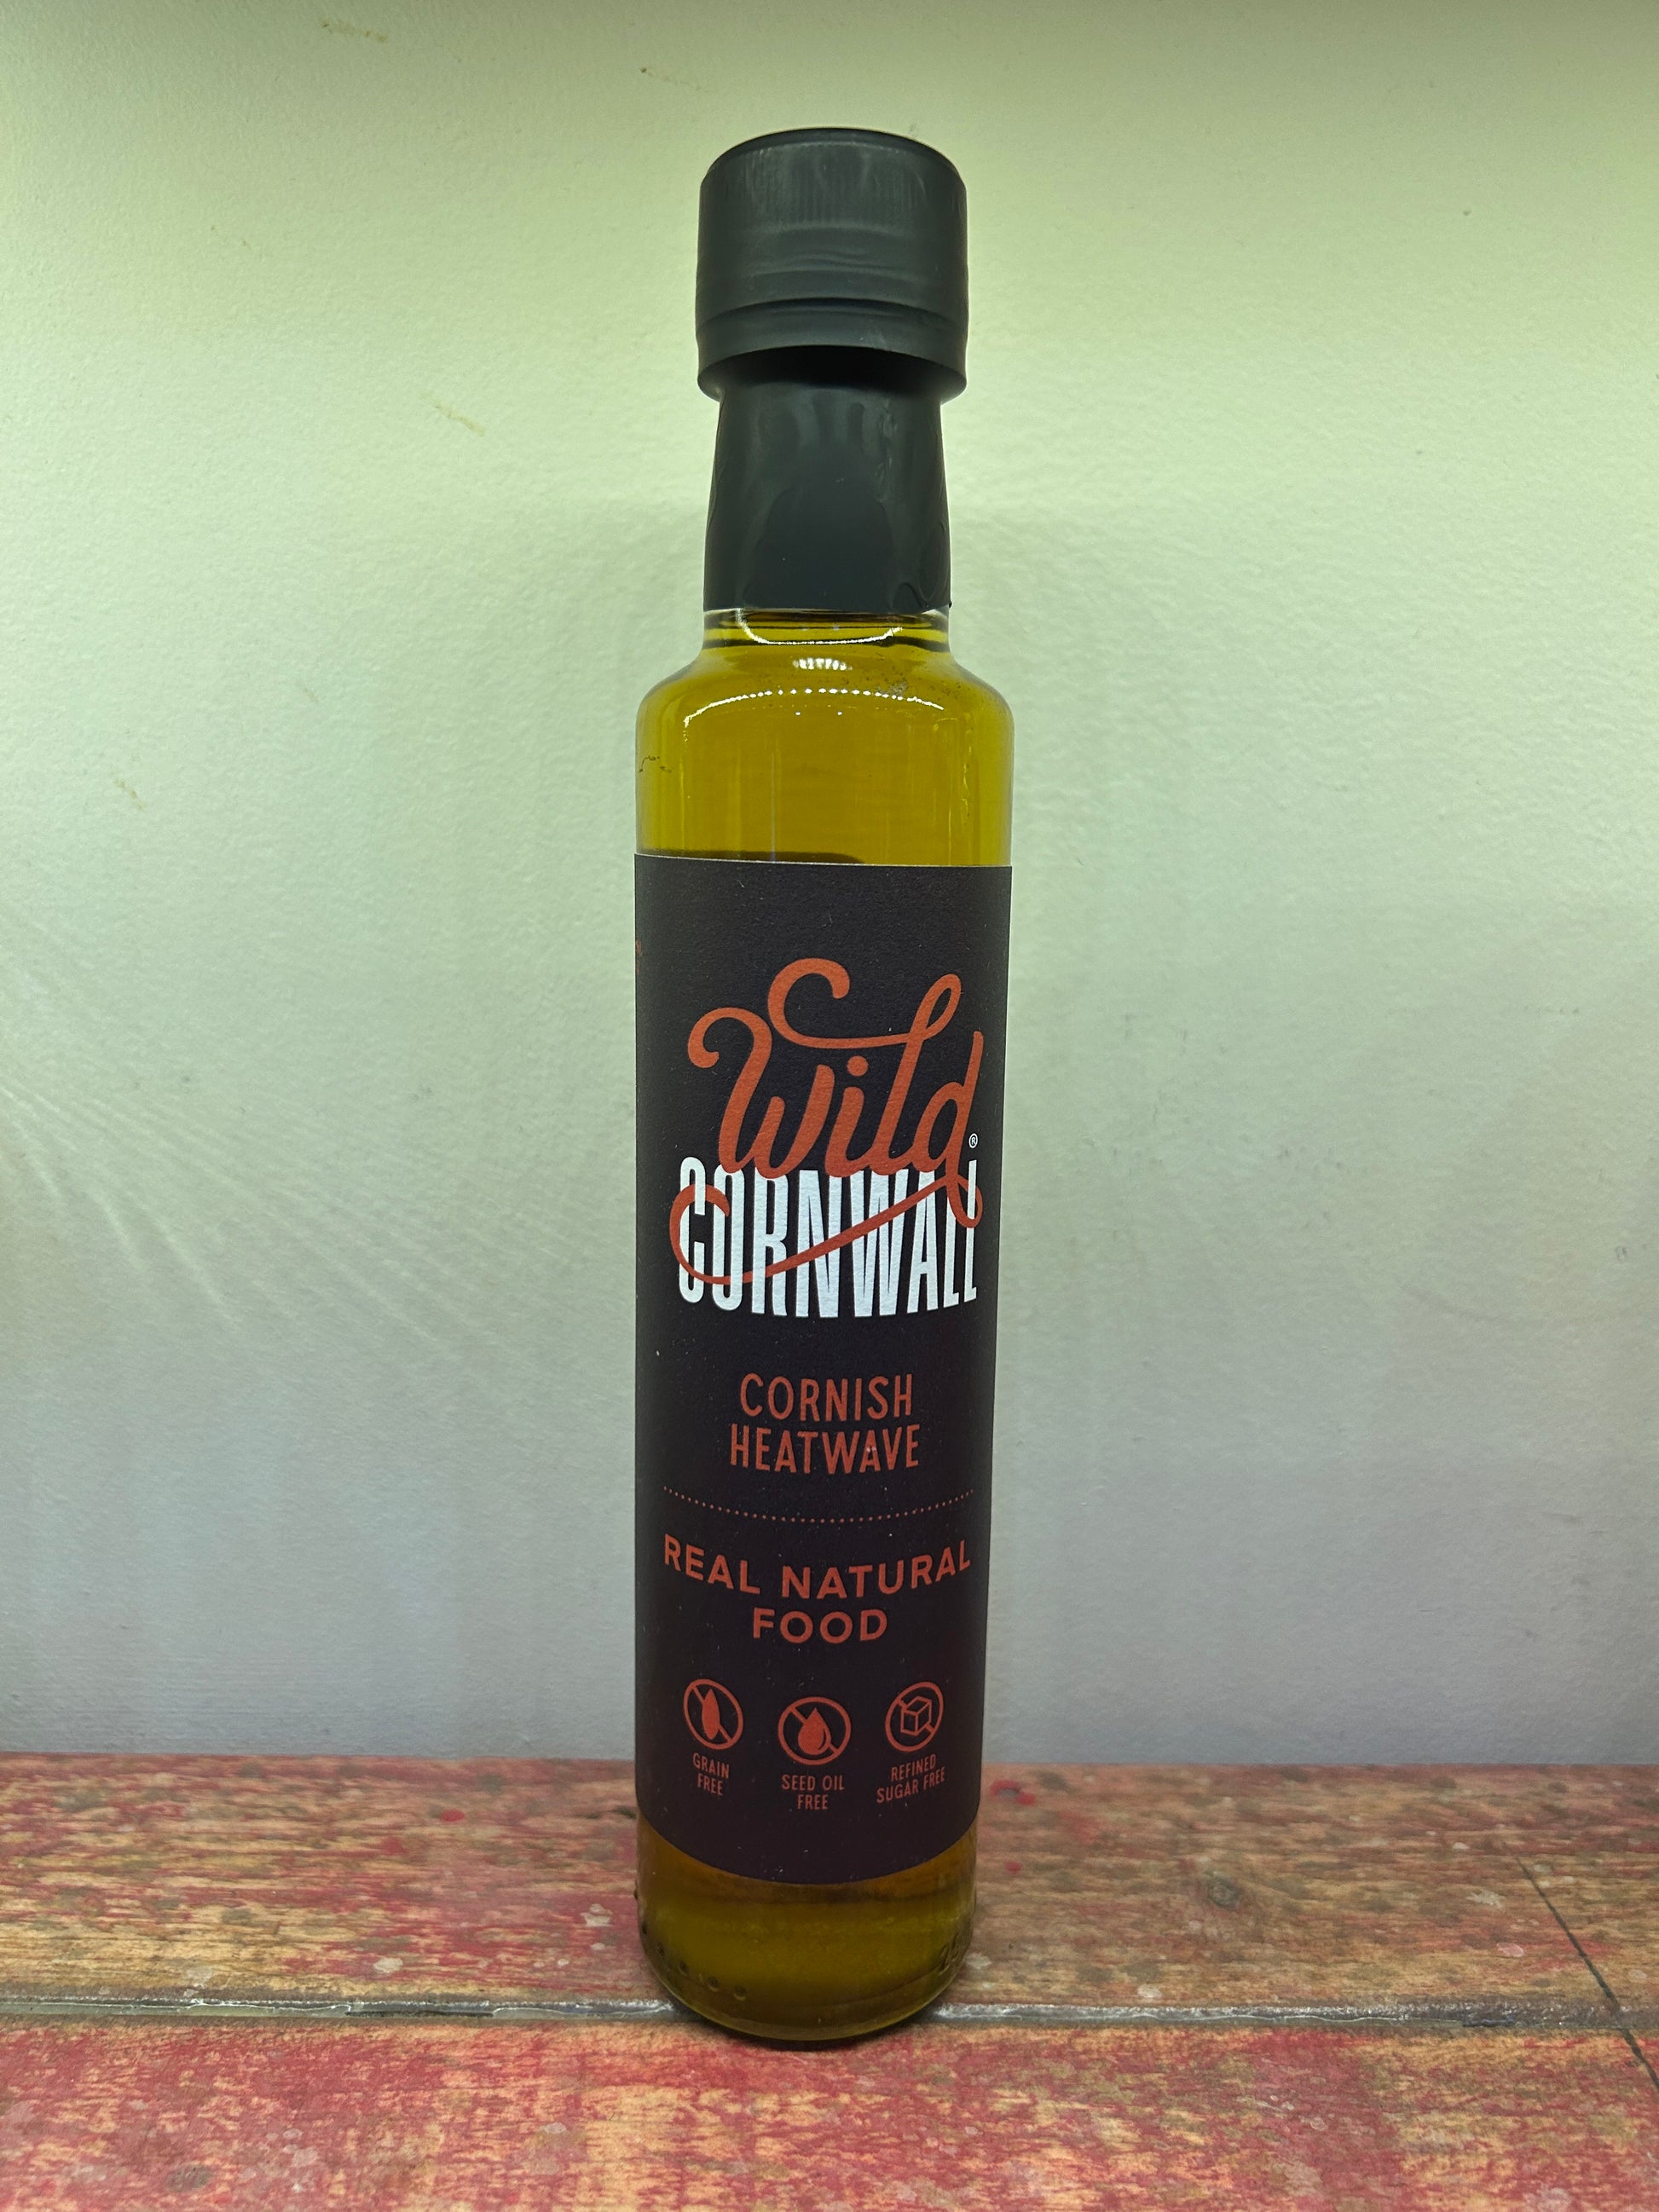 Wild®
CORNWALL
CORNISH
HEATWAVE
REAL NATURAL
FOOD
GRAIN
FREE
SEED OIL
FREE
REFINED
SUGAR FREE